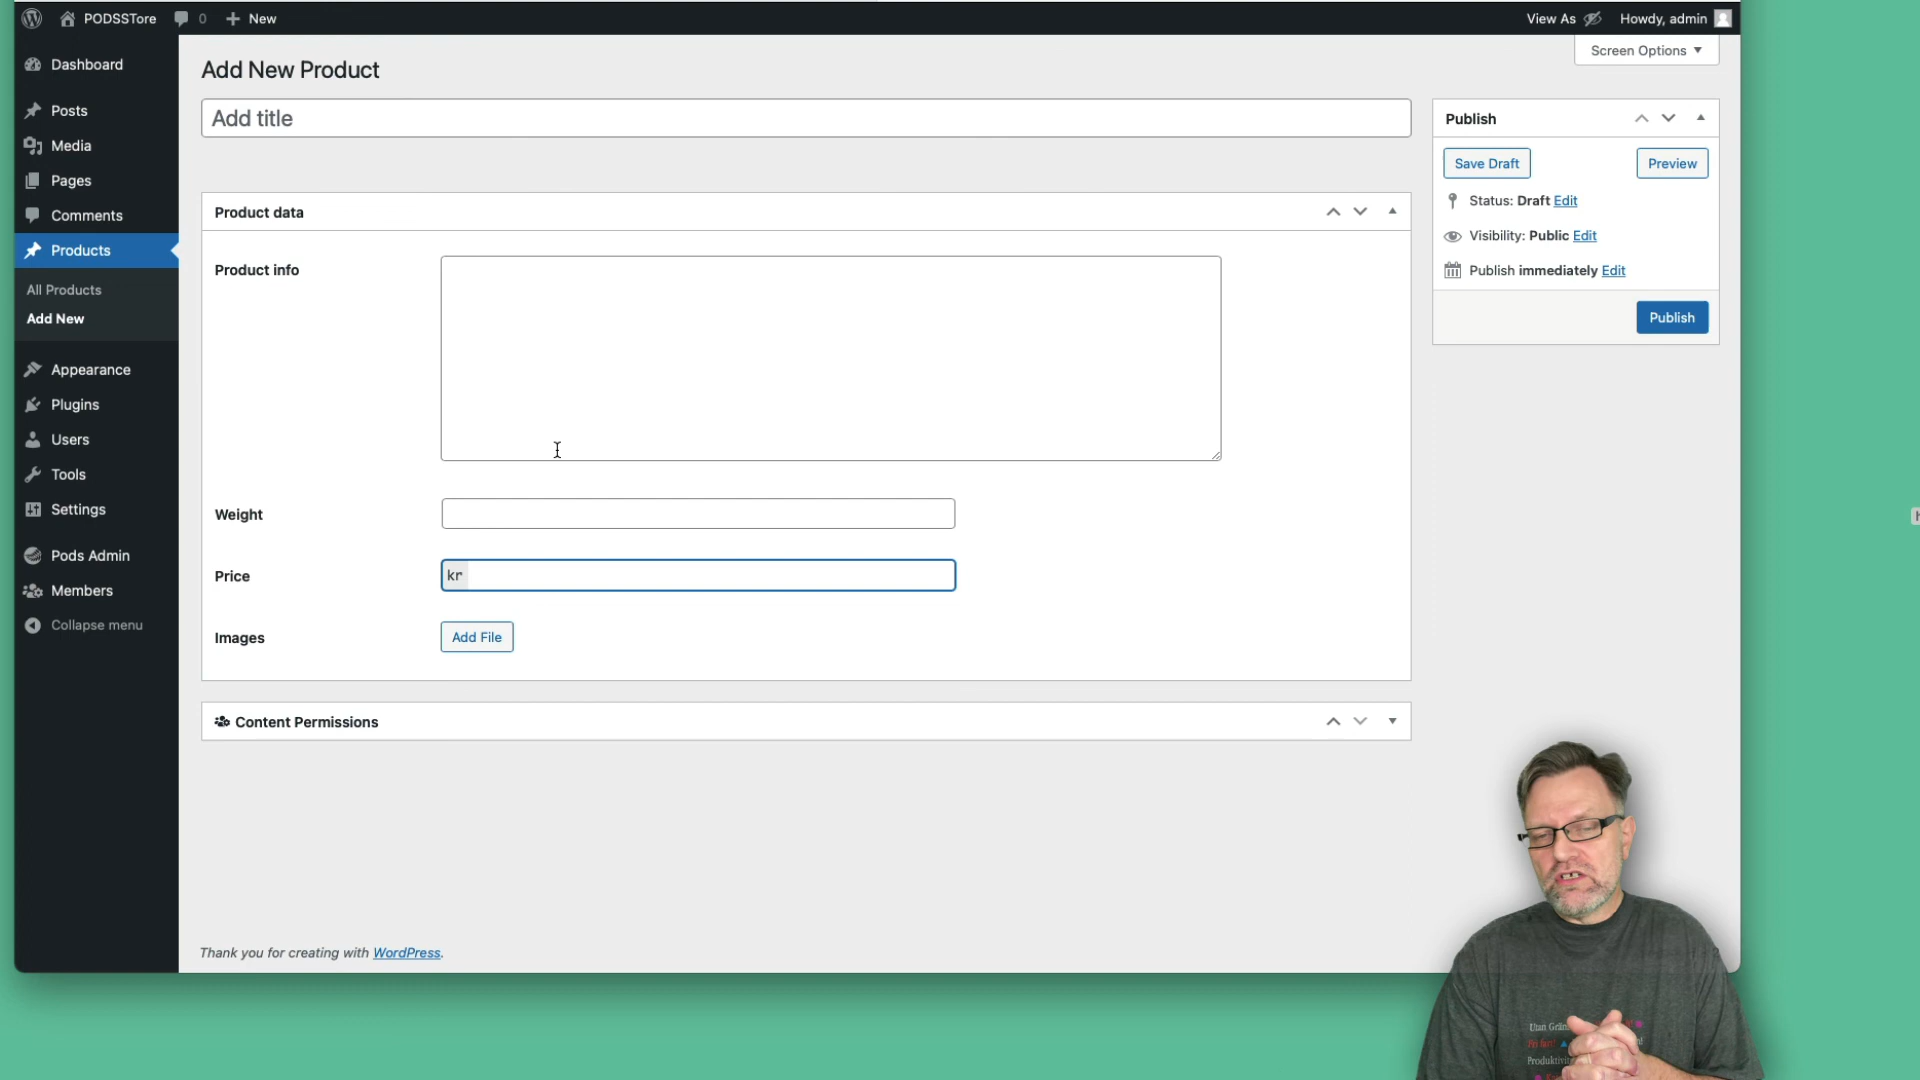 PODSSTore 0 New View As Howdy, admin
Screen Options
Dashboard
Posts
Media
Pages
Comments
Products
All Products
Add New
Appearance
Plugins
Users
Tools
Settings
Pods Admin
Members
Collapse menu
Add New Product
Add title
Product data
Product info
Weight
Price kr
Images Add File
Content Permissions
Publish
Save Draft Preview
Status: Draft Edit
Visibility: Public Edit
Publish immediately Edit
Publish
Thank you for creating with WordPress.
Utan
Fri